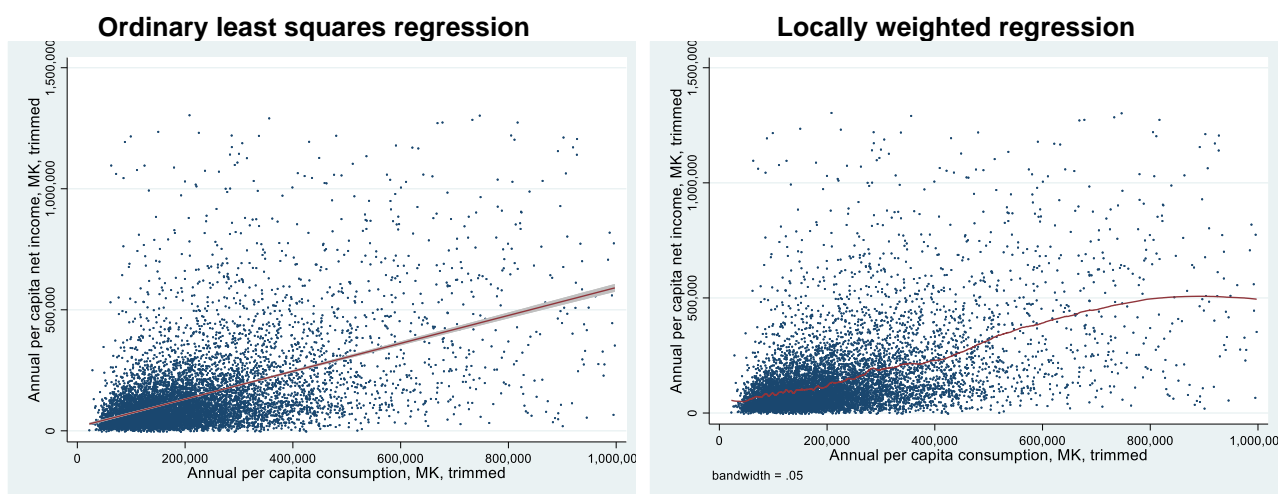 Ordinary least squares regression
Annual per capita net income, MK, trimmed
1,500,000
1,000,000
500,000
0
0 200,000 400,000 600,000 800,000 1,000,00
Annual per capita consumption, MK, trimmed
Locally weighted regression
Annual per capita net income, MK, trimmed
1,500,000
1,000,000
500,000
0
0 200,000 400,000 600,000 800,000 1,000,00
Annual per capita consumption, MK, trimmed
bandwidth = .05